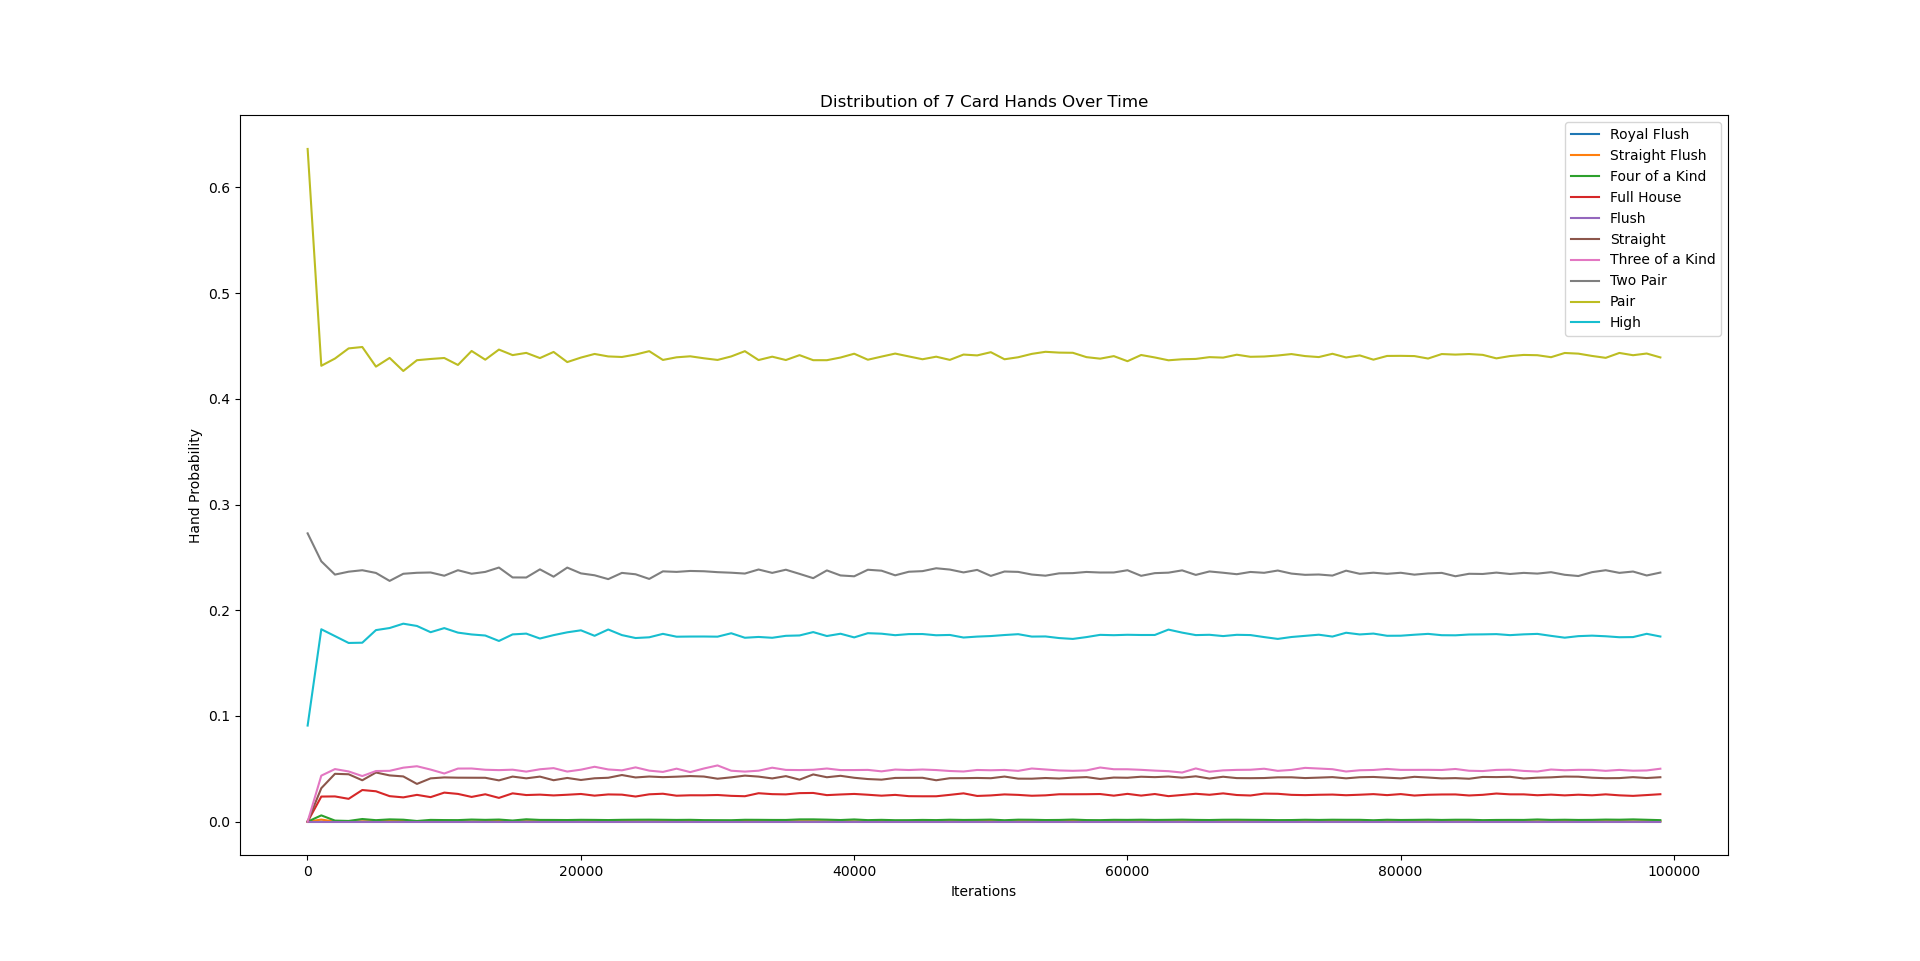 Distribution of 7 Card Hands Over Time
Royal Flush
Straight Flush
Four of a Kind
Full House
Flush
Straight
Three of a Kind
Two Pair
Pair
High
0.6
0.5
0.4
0.3
0.2
0.1
0.0
Hand Probability
0 20000 40000 60000 80000 100000
Iterations